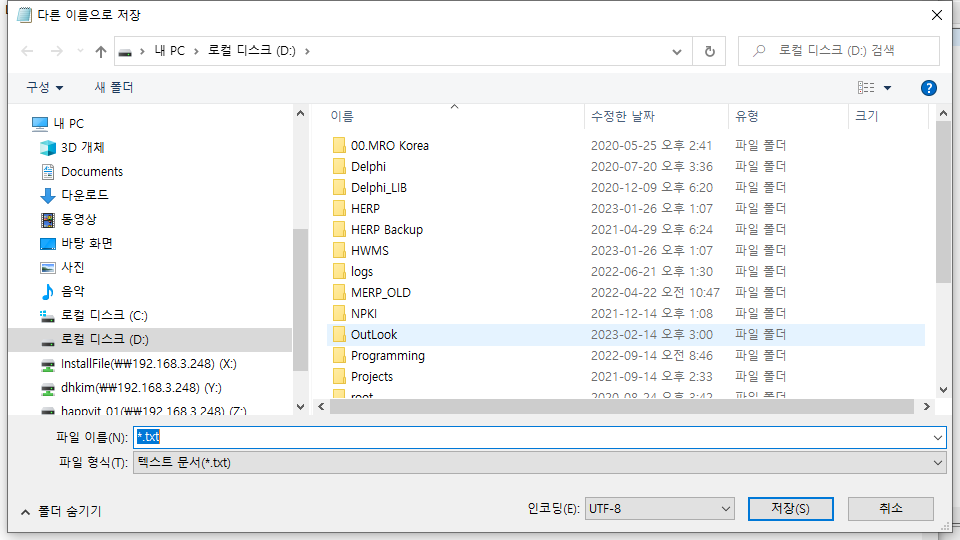 다른 이름으로 저장
내 PC > 로컬 디스크 (D:) >
로컬 디스크 (D:) 검색
구성 새 폴더
내 PC
3D 개체
Documents
다운로드
동영상
바탕 화면
사진
음악
로컬 디스크 (C:)
로컬 디스크 (D:)
InstallFile(₩₩192.168.3.248) (X:)
dhkim(₩₩192.168.3.248) (Y:)
happyit_01(₩₩192.168.3.248) (Z:)
이름 수정한 날짜 유형 크기
00.MRO Korea 2020-05-25 오후 2:41 파일 폴더
Delphi 2020-07-20 오후 3:36 파일 폴더
Delphi_LIB 2020-12-09 오후 6:20 파일 폴더
HERP 2023-01-26 오후 1:07 파일 폴더
HERP Backup 2021-04-29 오후 6:24 파일 폴더
HWMS 2023-01-26 오후 1:07 파일 폴더
logs 2022-06-21 오후 1:30 파일 폴더
MERP_OLD 2022-04-22 오전 10:47 파일 폴더
NPKI 2021-12-14 오후 1:08 파일 폴더
OutLook 2023-02-14 오후 3:00 파일 폴더
Programming 2022-09-14 오전 8:46 파일 폴더
Projects 2021-09-14 오후 2:33 파일 폴더
root 2020-08-24 오후 3:42 파일 폴더
파일 이름(N): *.txt
파일 형식(T): 텍스트 문서(*.txt)
폴더 숨기기
인코딩(E): UTF-8
저장(S)
취소